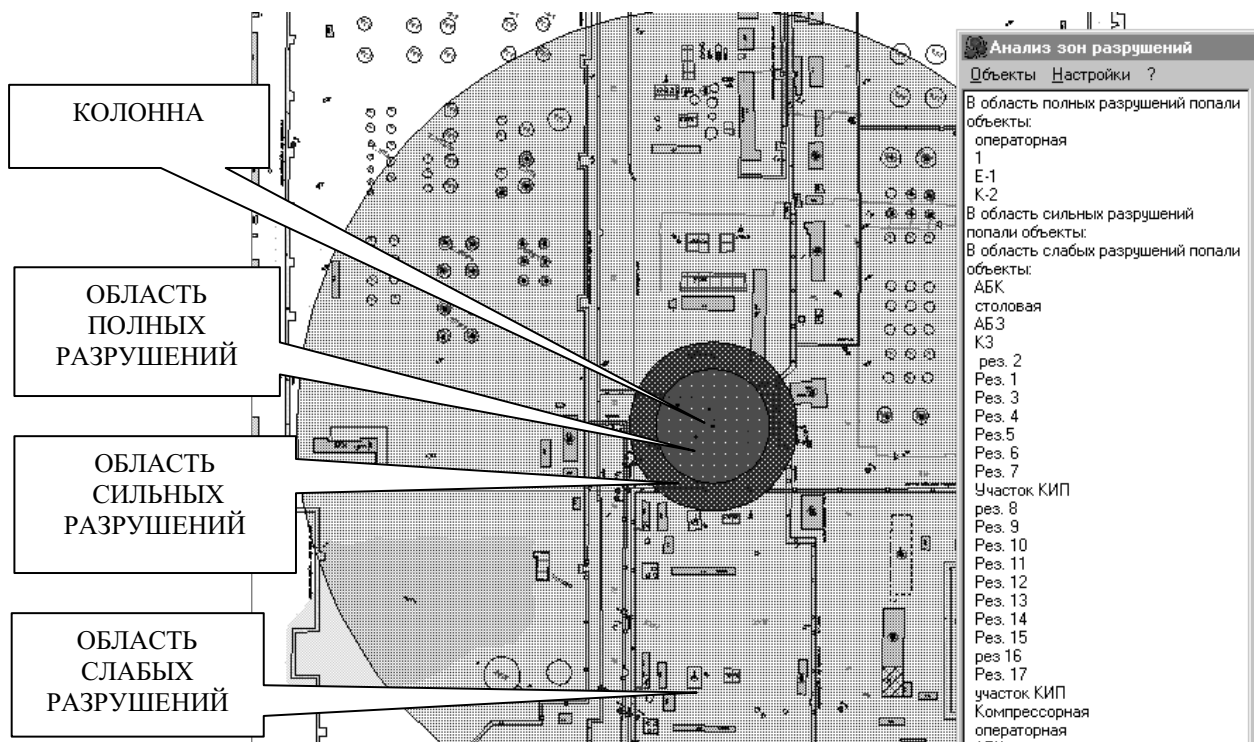 КОЛОННА
ОБЛАСТЬ
ПОЛНЫХ
РАЗРУШЕНИЙ
ОБЛАСТЬ
СИЛЬНЫХ
РАЗРУШЕНИЙ
ОБЛАСТЬ
СЛАБЫХ
РАЗРУШЕНИЙ
Анализ зон разрушений
Объекты Настройки ?
В область полных разрушений попали
объекты:
операторная
1
Е-1
К-2
В область сильных разрушений
попали объекты:
В область слабых разрушений попали
объекты:
АБК
столовая
АБЗ
КЗ
рез. 2
Рез. 1
Рез. 3
Рез. 4
Рез.5
Рез. 6
Рез. 7
Участок КИП
рез. 8
Рез. 9
Рез. 10
Рез. 11
Рез. 12
Рез. 13
Рез. 14
Рез. 15
рез 16
Рез. 17
участок КИП
Компрессорная
операторная